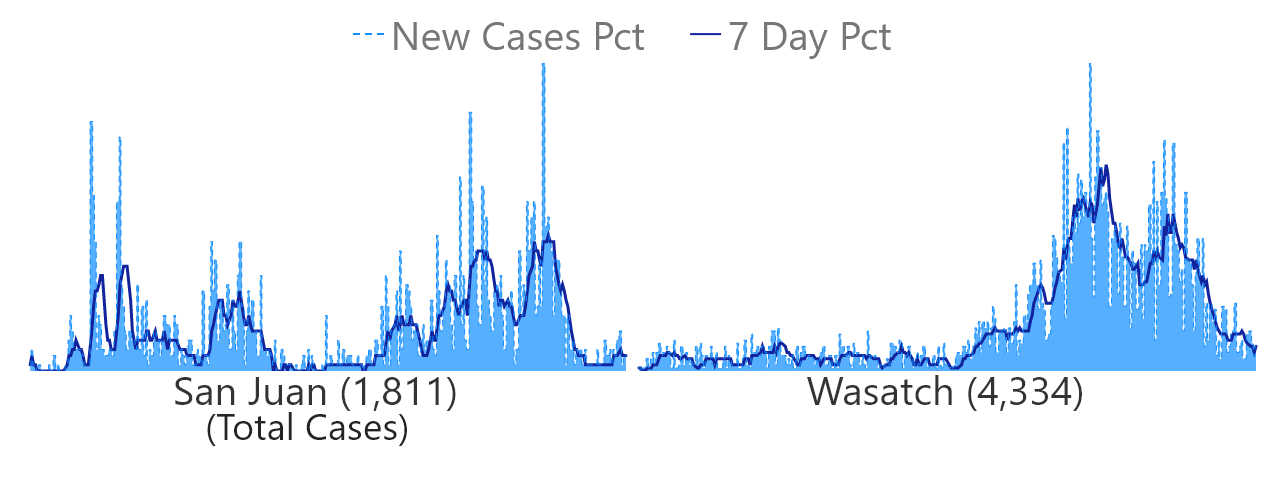 New Cases Pct 7 Day Pct
San Juan (1,811) Wasatch (4,334)
(Total Cases)